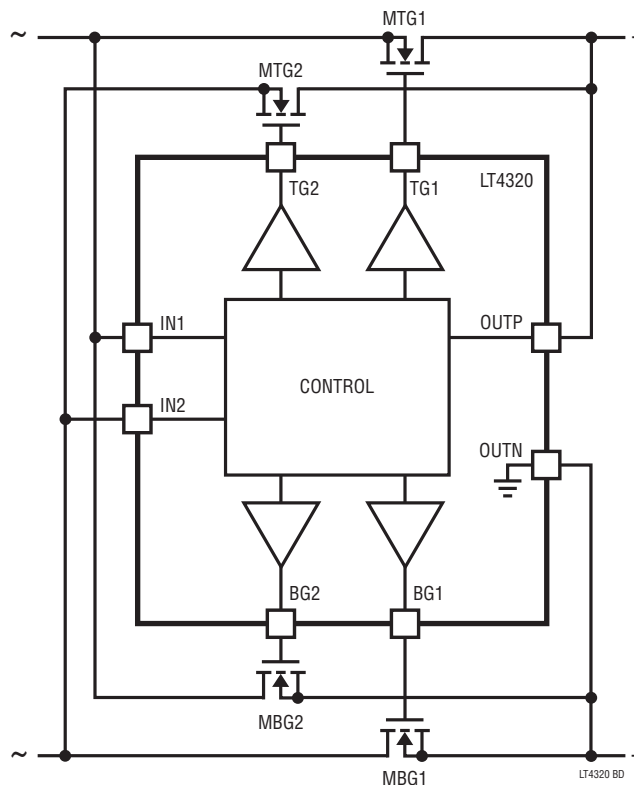 ~ MTG1
MTG2
TG2 TG1 LT4320
IN1 OUTP
CONTROL
IN2
OUTN
BG2 BG1
MBG2
~
MBG1 LT4320 BD